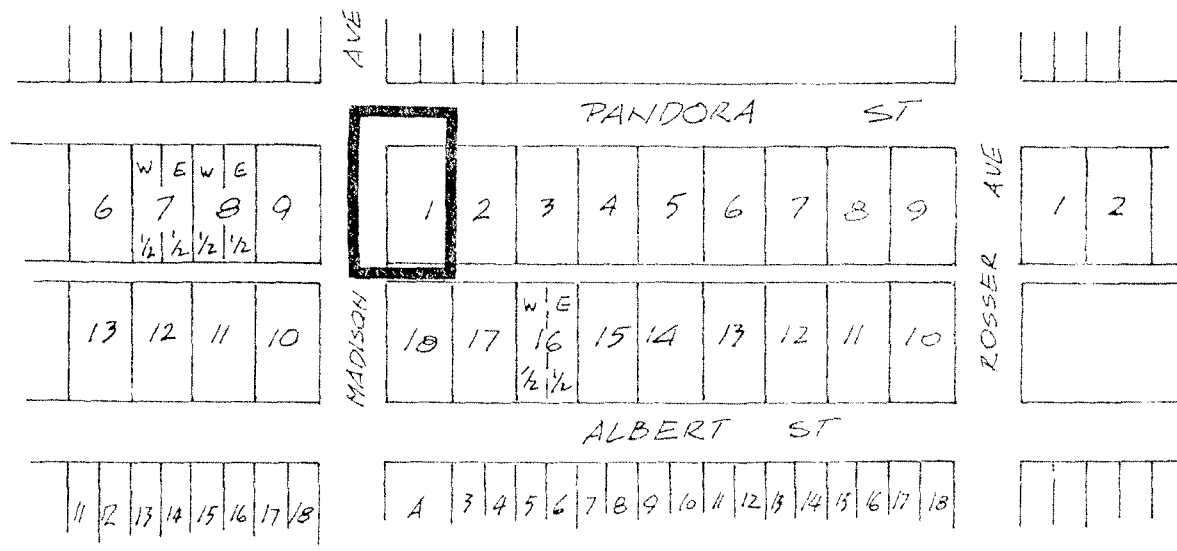 AVE
PANDORA ST
W E W E
6 7 8 9 1 2 3 4 5 6 7 8 9 1 2
1/2 1/2 1/2 1/2
AVE
ROSSER
MADISON
W E
13 12 11 10 18 17 16 15 14 13 12 11 10
1/2 1/2
ALBERT ST
11 12 13 14 15 16 17 18 A 3 4 5 6 7 8 9 10 11 12 13 14 15 16 17 18